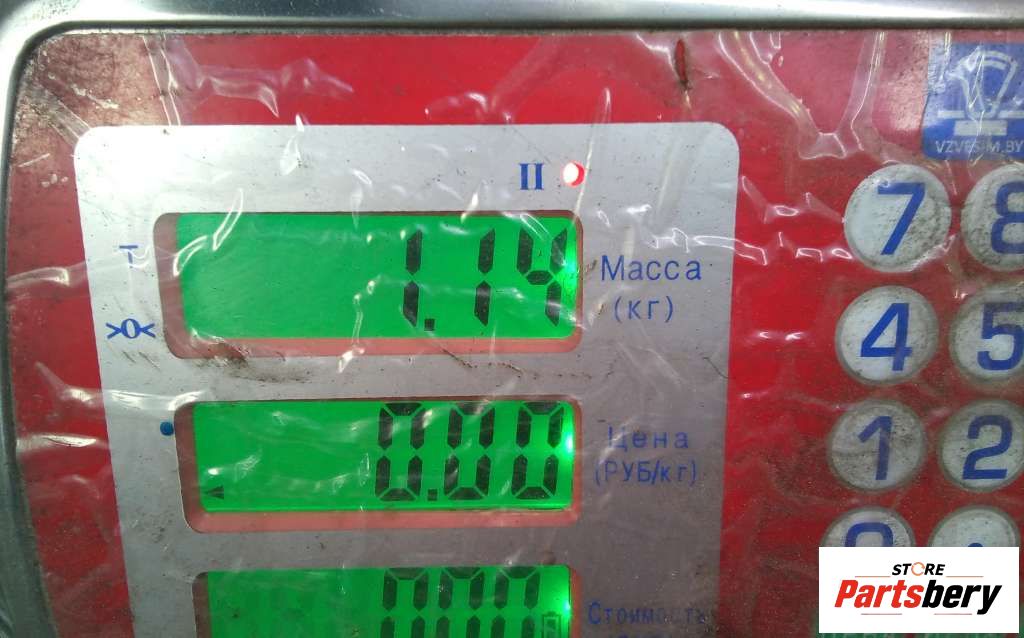 VZVESIM.BY
II
T
1.14
Масса
(кг)
>0<
7 8
4 5
0.00
Цена
(РУБ/кг)
1 2
Стоимость
STORE
Partsbery